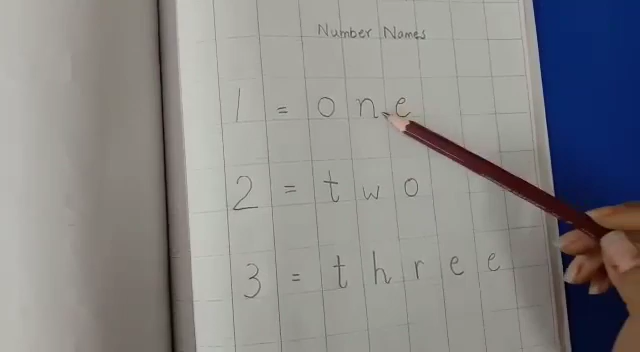 Number Names
1 = one
2 = two
3 = three